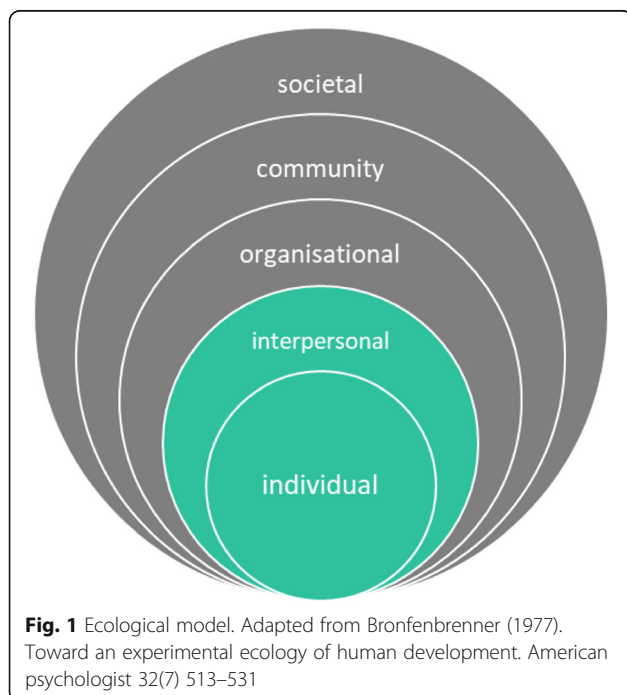 societal
community
organisational
interpersonal
individual
Fig. 1 Ecological model. Adapted from Bronfenbrenner (1977).
Toward an experimental ecology of human development. American
psychologist 32(7) 513–531